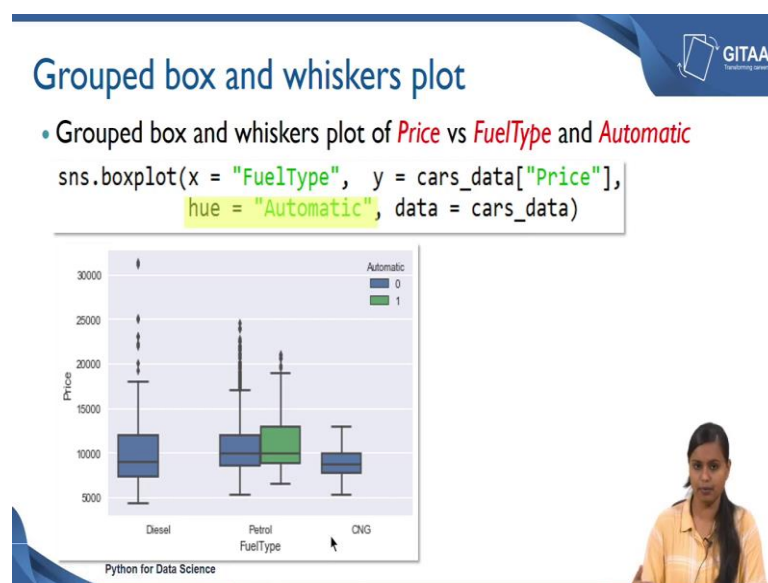 GITAA
Transforming careers
Grouped box and whiskers plot
• Grouped box and whiskers plot of Price vs FuelType and Automatic
sns.boxplot(x = "FuelType", y = cars_data["Price"],
hue = "Automatic", data = cars_data)
Automatic
0
1
30000
25000
20000
15000
10000
5000
Price
Diesel Petrol CNG
FuelType
Python for Data Science